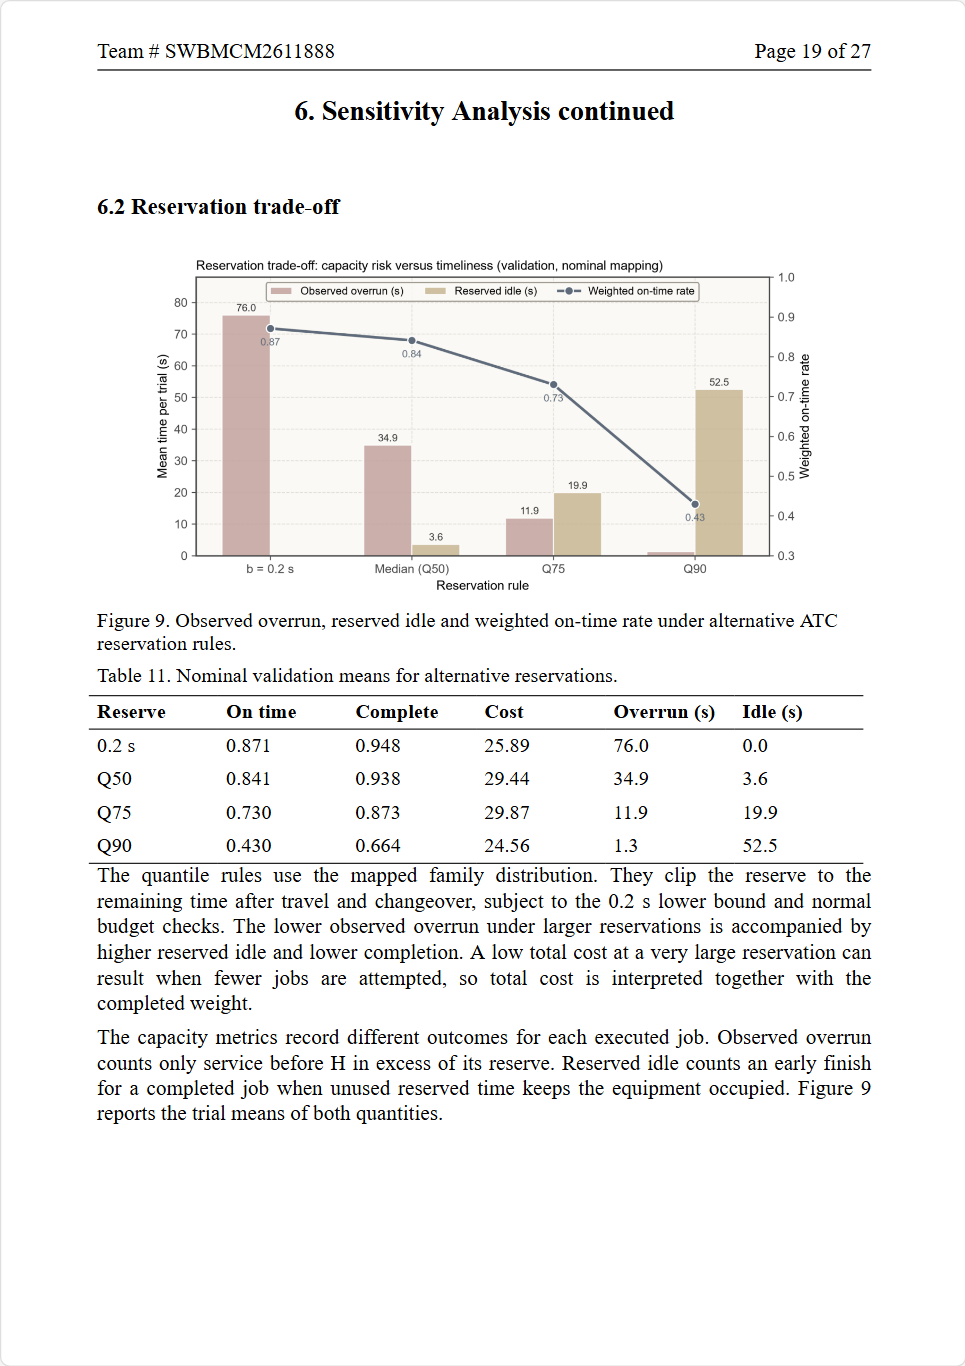 Team # SWBMCM2611888 Page 19 of 27
6. Sensitivity Analysis continued
6.2 Reservation trade-off
Reservation trade-off: capacity risk versus timeliness (validation, nominal mapping)
Observed overrun (s) Reserved idle (s) Weighted on-time rate
Mean time per trial (s)
80
70
60
50
40
30
20
10
0
76.0
34.9
3.6
11.9
19.9
52.5
0.87
0.84
0.73
0.43
1.0
0.9
0.8
0.7
0.6
0.5
0.4
0.3
Weighted on-time rate
b = 0.2 s Median (Q50) Q75 Q90
Reservation rule
Figure 9. Observed overrun, reserved idle and weighted on-time rate under alternative ATC
reservation rules.
Table 11. Nominal validation means for alternative reservations.
Reserve On time Complete Cost Overrun (s) Idle (s)
0.2 s 0.871 0.948 25.89 76.0 0.0
Q50 0.841 0.938 29.44 34.9 3.6
Q75 0.730 0.873 29.87 11.9 19.9
Q90 0.430 0.664 24.56 1.3 52.5
The quantile rules use the mapped family distribution. They clip the reserve to the
remaining time after travel and changeover, subject to the 0.2 s lower bound and normal
budget checks. The lower observed overrun under larger reservations is accompanied by
higher reserved idle and lower completion. A low total cost at a very large reservation can
result when fewer jobs are attempted, so total cost is interpreted together with the
completed weight.
The capacity metrics record different outcomes for each executed job. Observed overrun
counts only service before H in excess of its reserve. Reserved idle counts an early finish
for a completed job when unused reserved time keeps the equipment occupied. Figure 9
reports the trial means of both quantities.